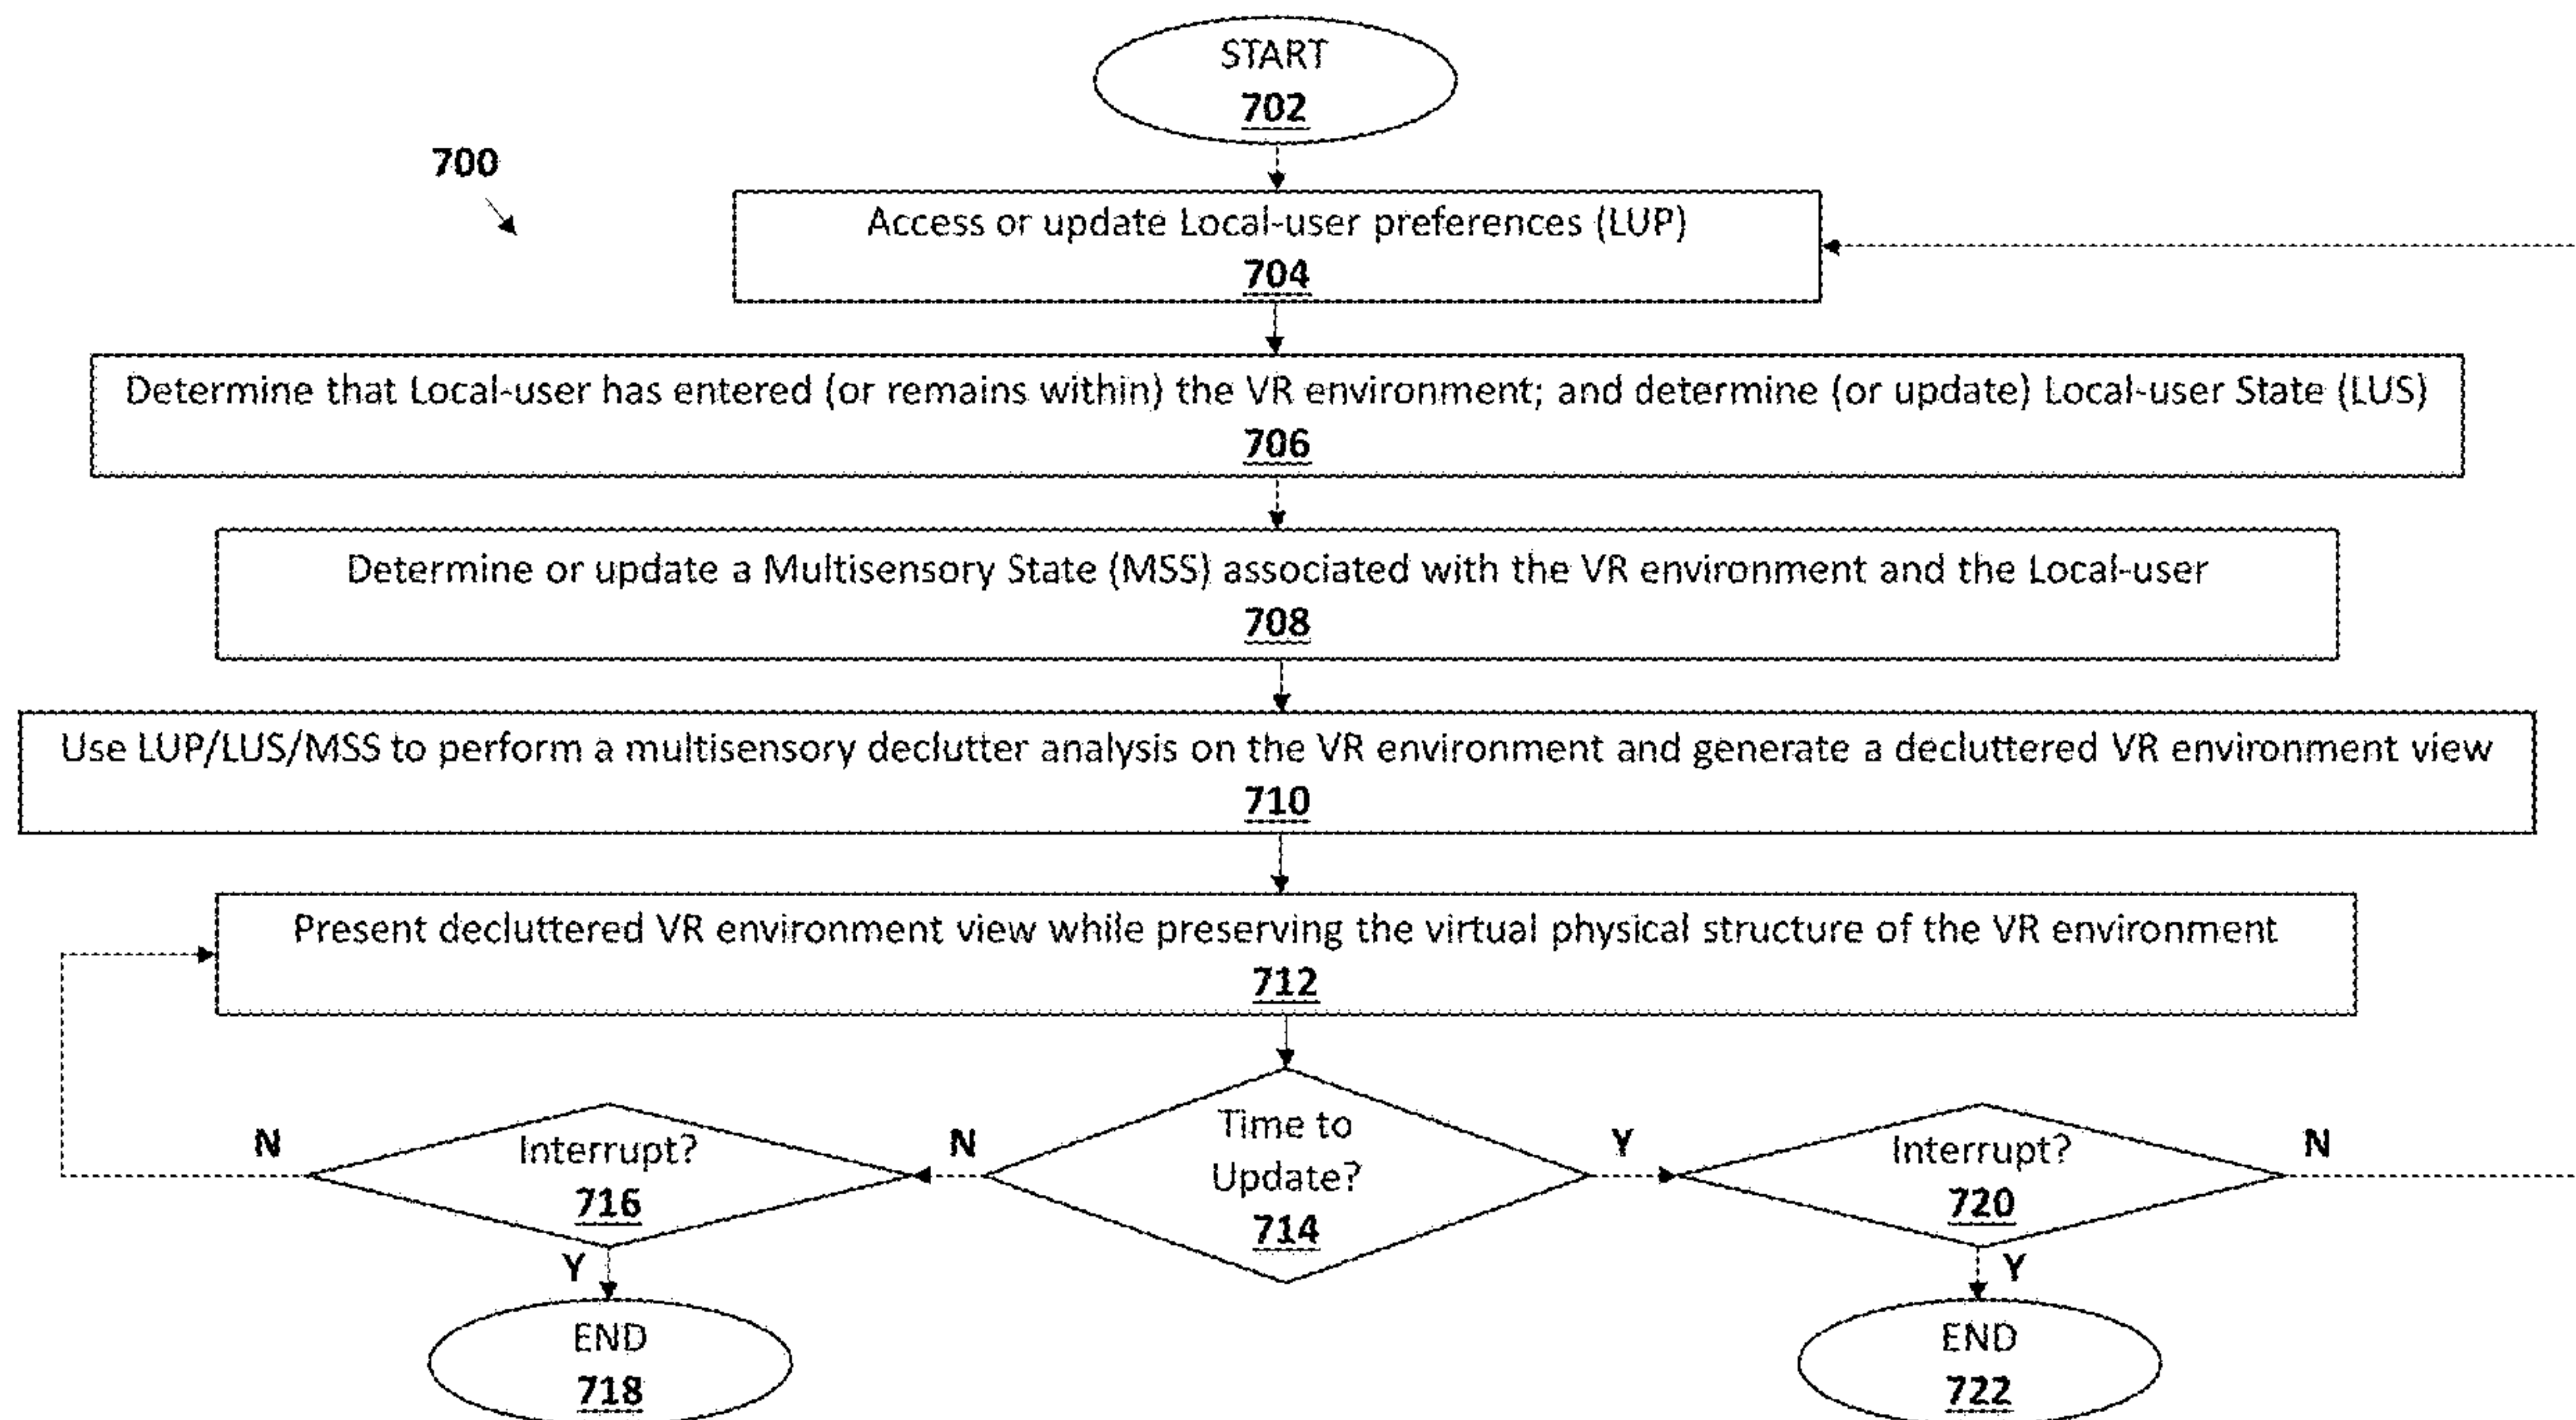 START
702
700
Access or update Local-user preferences (LUP)
704
Determine that Local-user has entered (or remains within) the VR environment; and determine (or update) Local-user State (LUS)
706
Determine or update a Multisensory State (MSS) associated with the VR environment and the Local-user
708
Use LUP/LUS/MSS to perform a multisensory declutter analysis on the VR environment and generate a decluttered VR environment view
710
Present decluttered VR environment view while preserving the virtual physical structure of the VR environment
712
N
Interrupt?
716
N
Time to
Update?
714
Y
Interrupt?
720
N
Y
END
718
Y
END
722